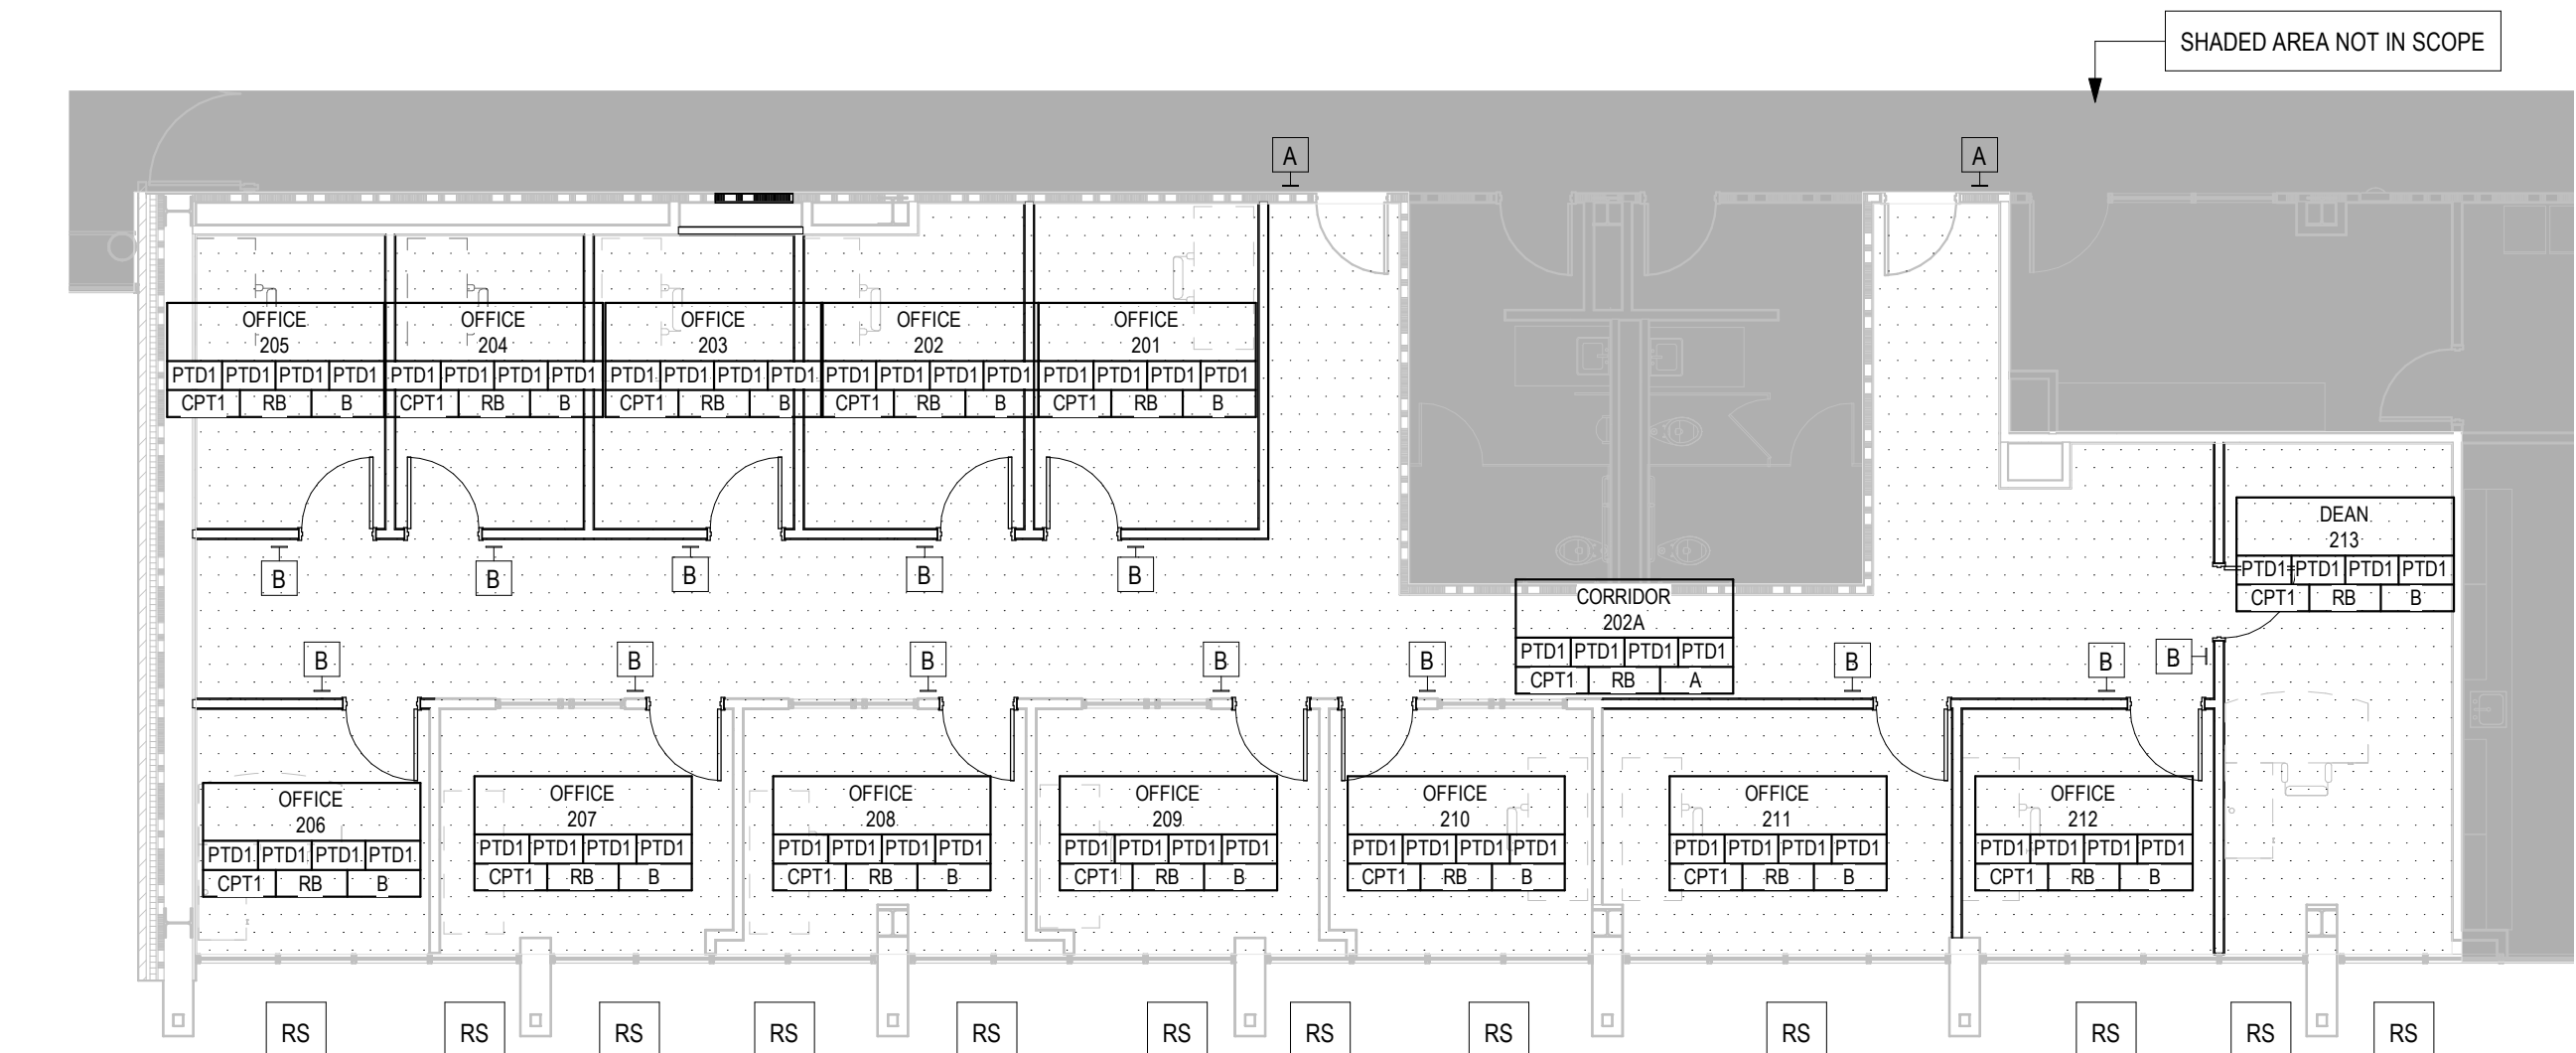 SHADED AREA NOT IN SCOPE
A A
OFFICE OFFICE OFFICE OFFICE OFFICE
205 204 203 202 201
PTD1 PTD1 PTD1 PTD1 PTD1 PTD1 PTD1 PTD1 PTD1 PTD1 PTD1 PTD1 PTD1 PTD1 PTD1 PTD1 PTD1 PTD1 PTD1 PTD1
CPT1 RB B CPT1 RB B CPT1 RB B CPT1 RB B CPT1 RB B
DEAN
213
PTD1 PTD1 PTD1 PTD1
CPT1 RB B
B B B B B
CORRIDOR
202A
PTD1 PTD1 PTD1 PTD1
CPT1 RB A
B B B B B B B B
OFFICE OFFICE OFFICE OFFICE OFFICE OFFICE OFFICE
206 207 208 209 210 211 212
PTD1 PTD1 PTD1 PTD1 PTD1 PTD1 PTD1 PTD1 PTD1 PTD1 PTD1 PTD1 PTD1 PTD1 PTD1 PTD1 PTD1 PTD1 PTD1 PTD1 PTD1 PTD1 PTD1 PTD1 PTD1 PTD1 PTD1 PTD1
CPT1 RB B CPT1 RB B CPT1 RB B CPT1 RB B CPT1 RB B CPT1 RB B CPT1 RB B
RS RS RS RS RS RS RS RS RS RS RS RS